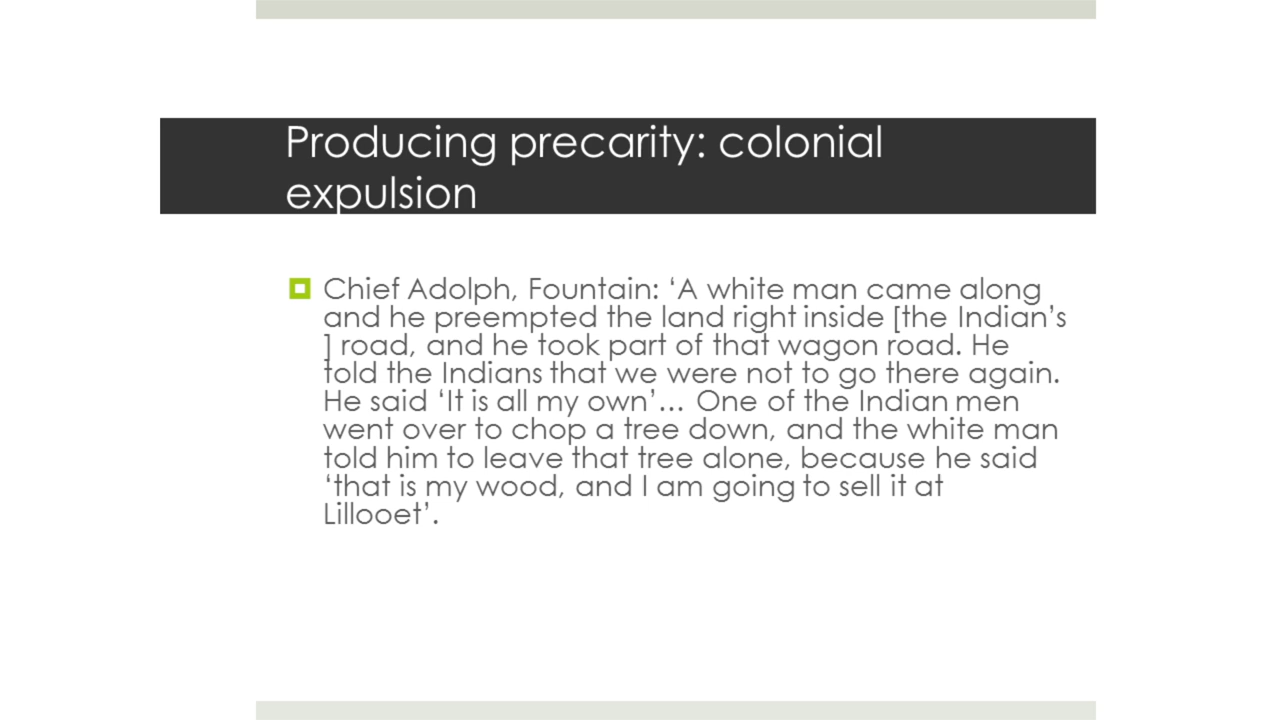 Producing precarity: colonial
expulsion
Chief Adolph, Fountain: ‘A white man came along
and he preempted the land right inside [the Indian’s
] road, and he took part of that wagon road. He
told the Indians that we were not to go there again.
He said ‘It is all my own’... One of the Indian men
went over to chop a tree down, and the white man
told him to leave that tree alone, because he said
‘that is my wood, and I am going to sell it at
Lillooet’.